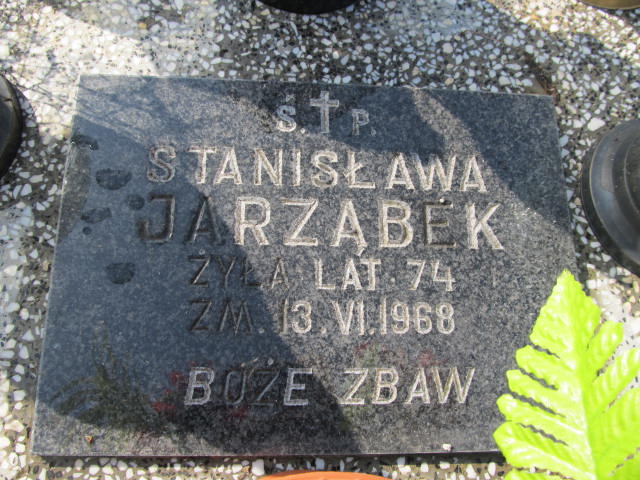 Ś. P.
STANISŁAWA
JARZĄBEK
ŻYŁA LAT 74
ZM. 13.VI.1968
BOŻE ZBAW